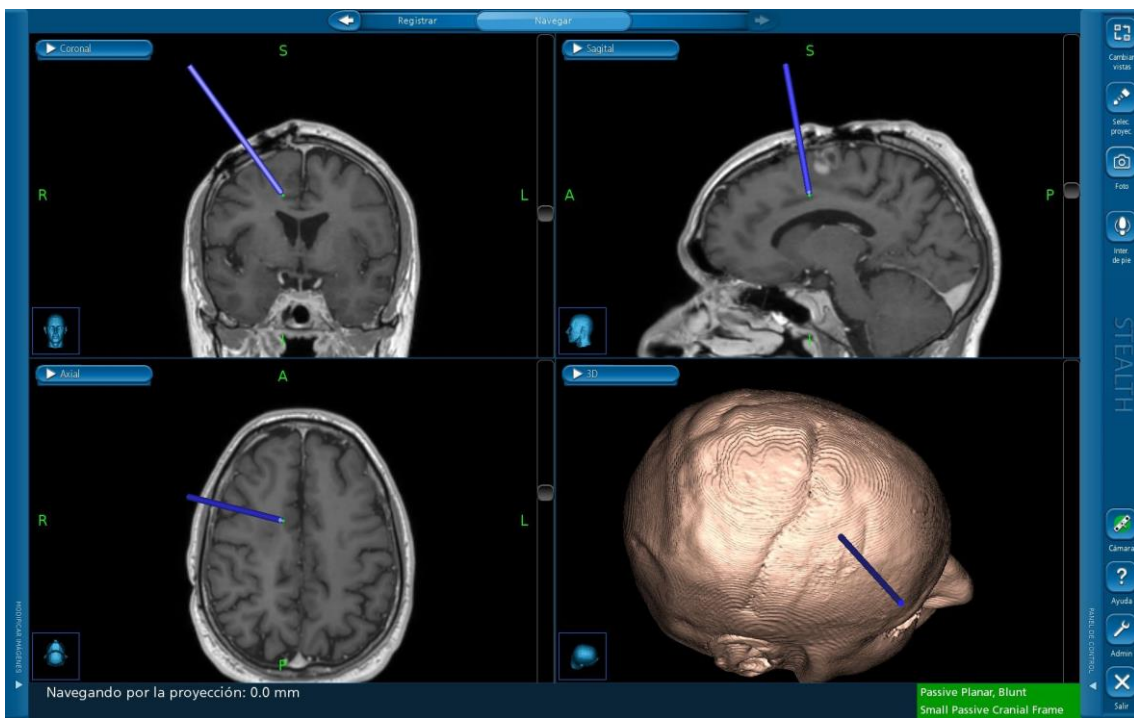 Registrar
Navegar
Coronal
S
R
L
Sagital
S
A
P
Axial
A
R
L
P
3D
Cambiar
vistas
Selec.
proyec
Foto
Inter.
de pie
STEALTH
Cámara
Ayuda
Admin
Salir
MODIFICAR IMÁGENES
PANEL DE CONTROL
Navegando por la proyección: 0.0 mm
Passive Planar, Blunt
Small Passive Cranial Frame